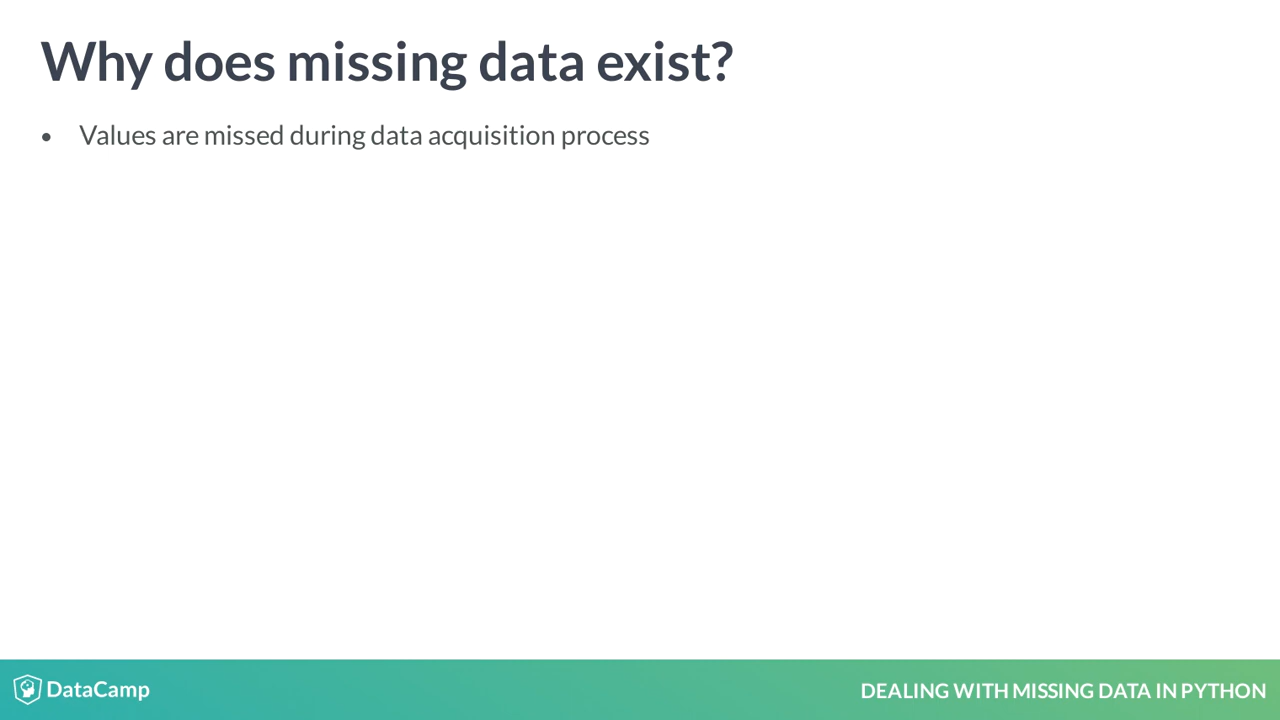 Why does missing data exist?
• Values are missed during data acquisition process
DataCamp
DEALING WITH MISSING DATA IN PYTHON